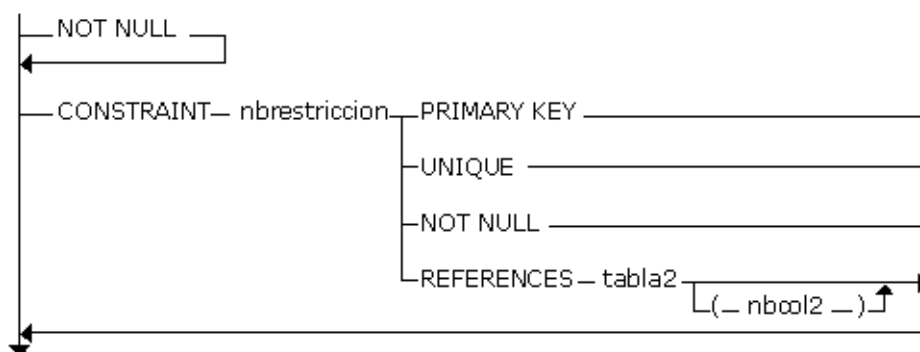 NOT NULL
CONSTRAINT nbrestriccion PRIMARY KEY
UNIQUE
NOT NULL
REFERENCES tabla2
( nbcol2 )